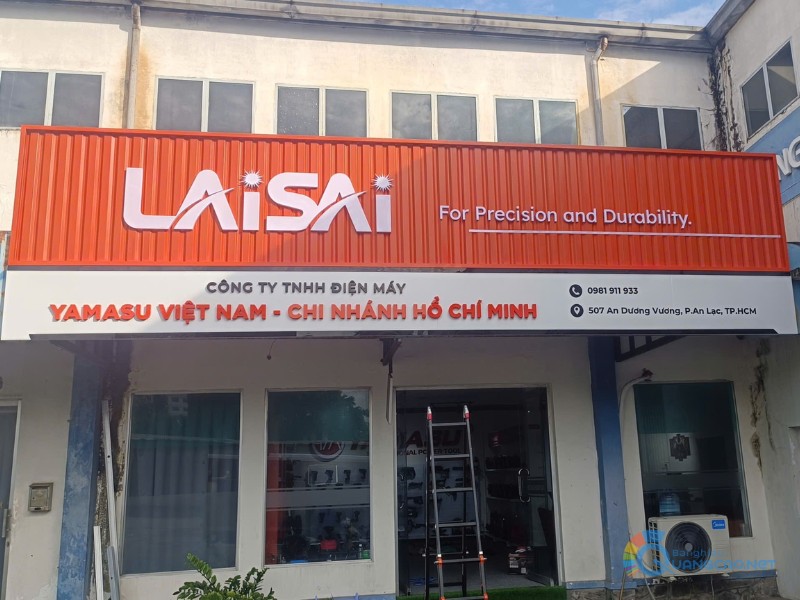 LAiSAi
For Precision and Durability.
CÔNG TY TNHH ĐIỆN MÁY
YAMASU VIỆT NAM - CHI NHÁNH HỒ CHÍ MINH
0981 911 933
507 An Dương Vương, P.An Lạc, TP.HCM
Midea